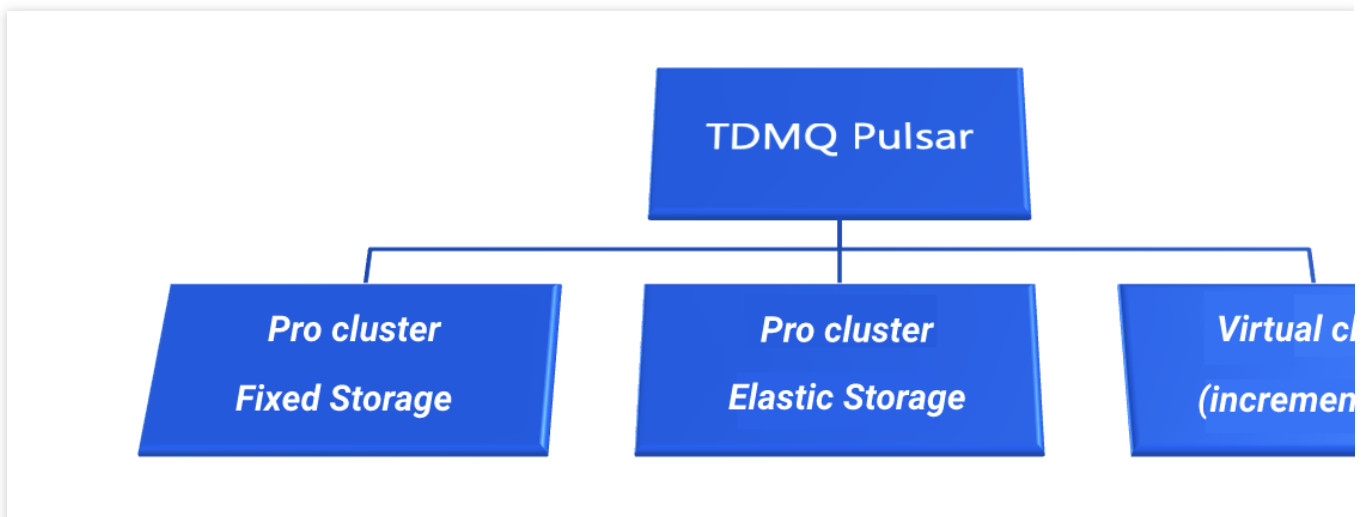 TDMQ Pulsar
Pro cluster
Fixed Storage
Pro cluster
Elastic Storage
Virtual